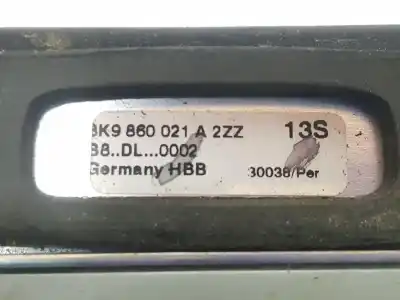 8K9 860 021 A 2ZZ 13S
B8..DL...0002
Germany HBB 30038/Per